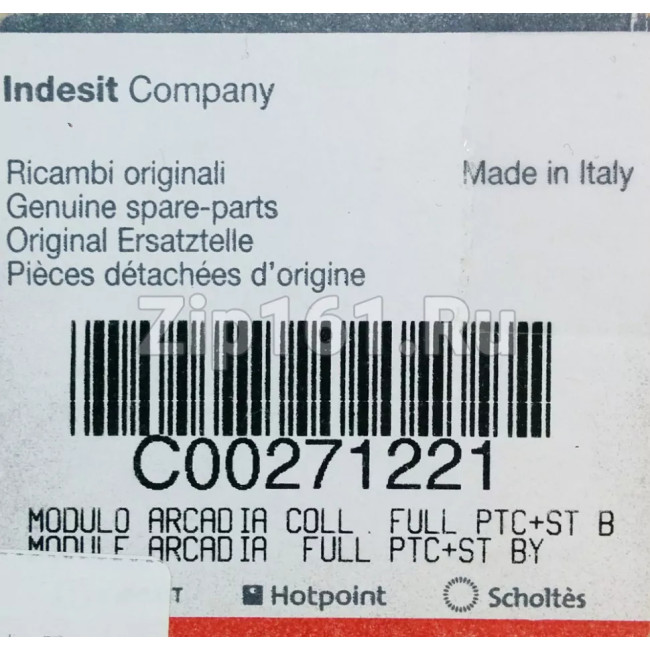 Indesit Company
Ricambi originali
Made in Italy
Genuine spare-parts
Original Ersatztelle
Pièces détachées d'origine
Zip161.Ru
C00271221
MODULO ARCADIA COLL. FULL PTC+ST B
MODULE ARCADIA FULL PTC+ST BY
Hotpoint
Scholtès